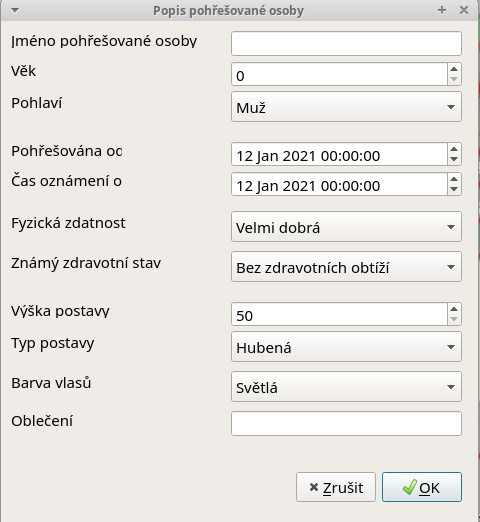 Popis pohřešované osoby
Jméno pohřešované osoby
Věk
0
Pohlaví
Muž
Pohřešována od
12 Jan 2021 00:00:00
Čas oznámení o
12 Jan 2021 00:00:00
Fyzická zdatnost
Velmi dobrá
Známý zdravotní stav
Bez zdravotních obtíží
Výška postavy
50
Typ postavy
Hubená
Barva vlasů
Světlá
Oblečení
Zrušit
OK